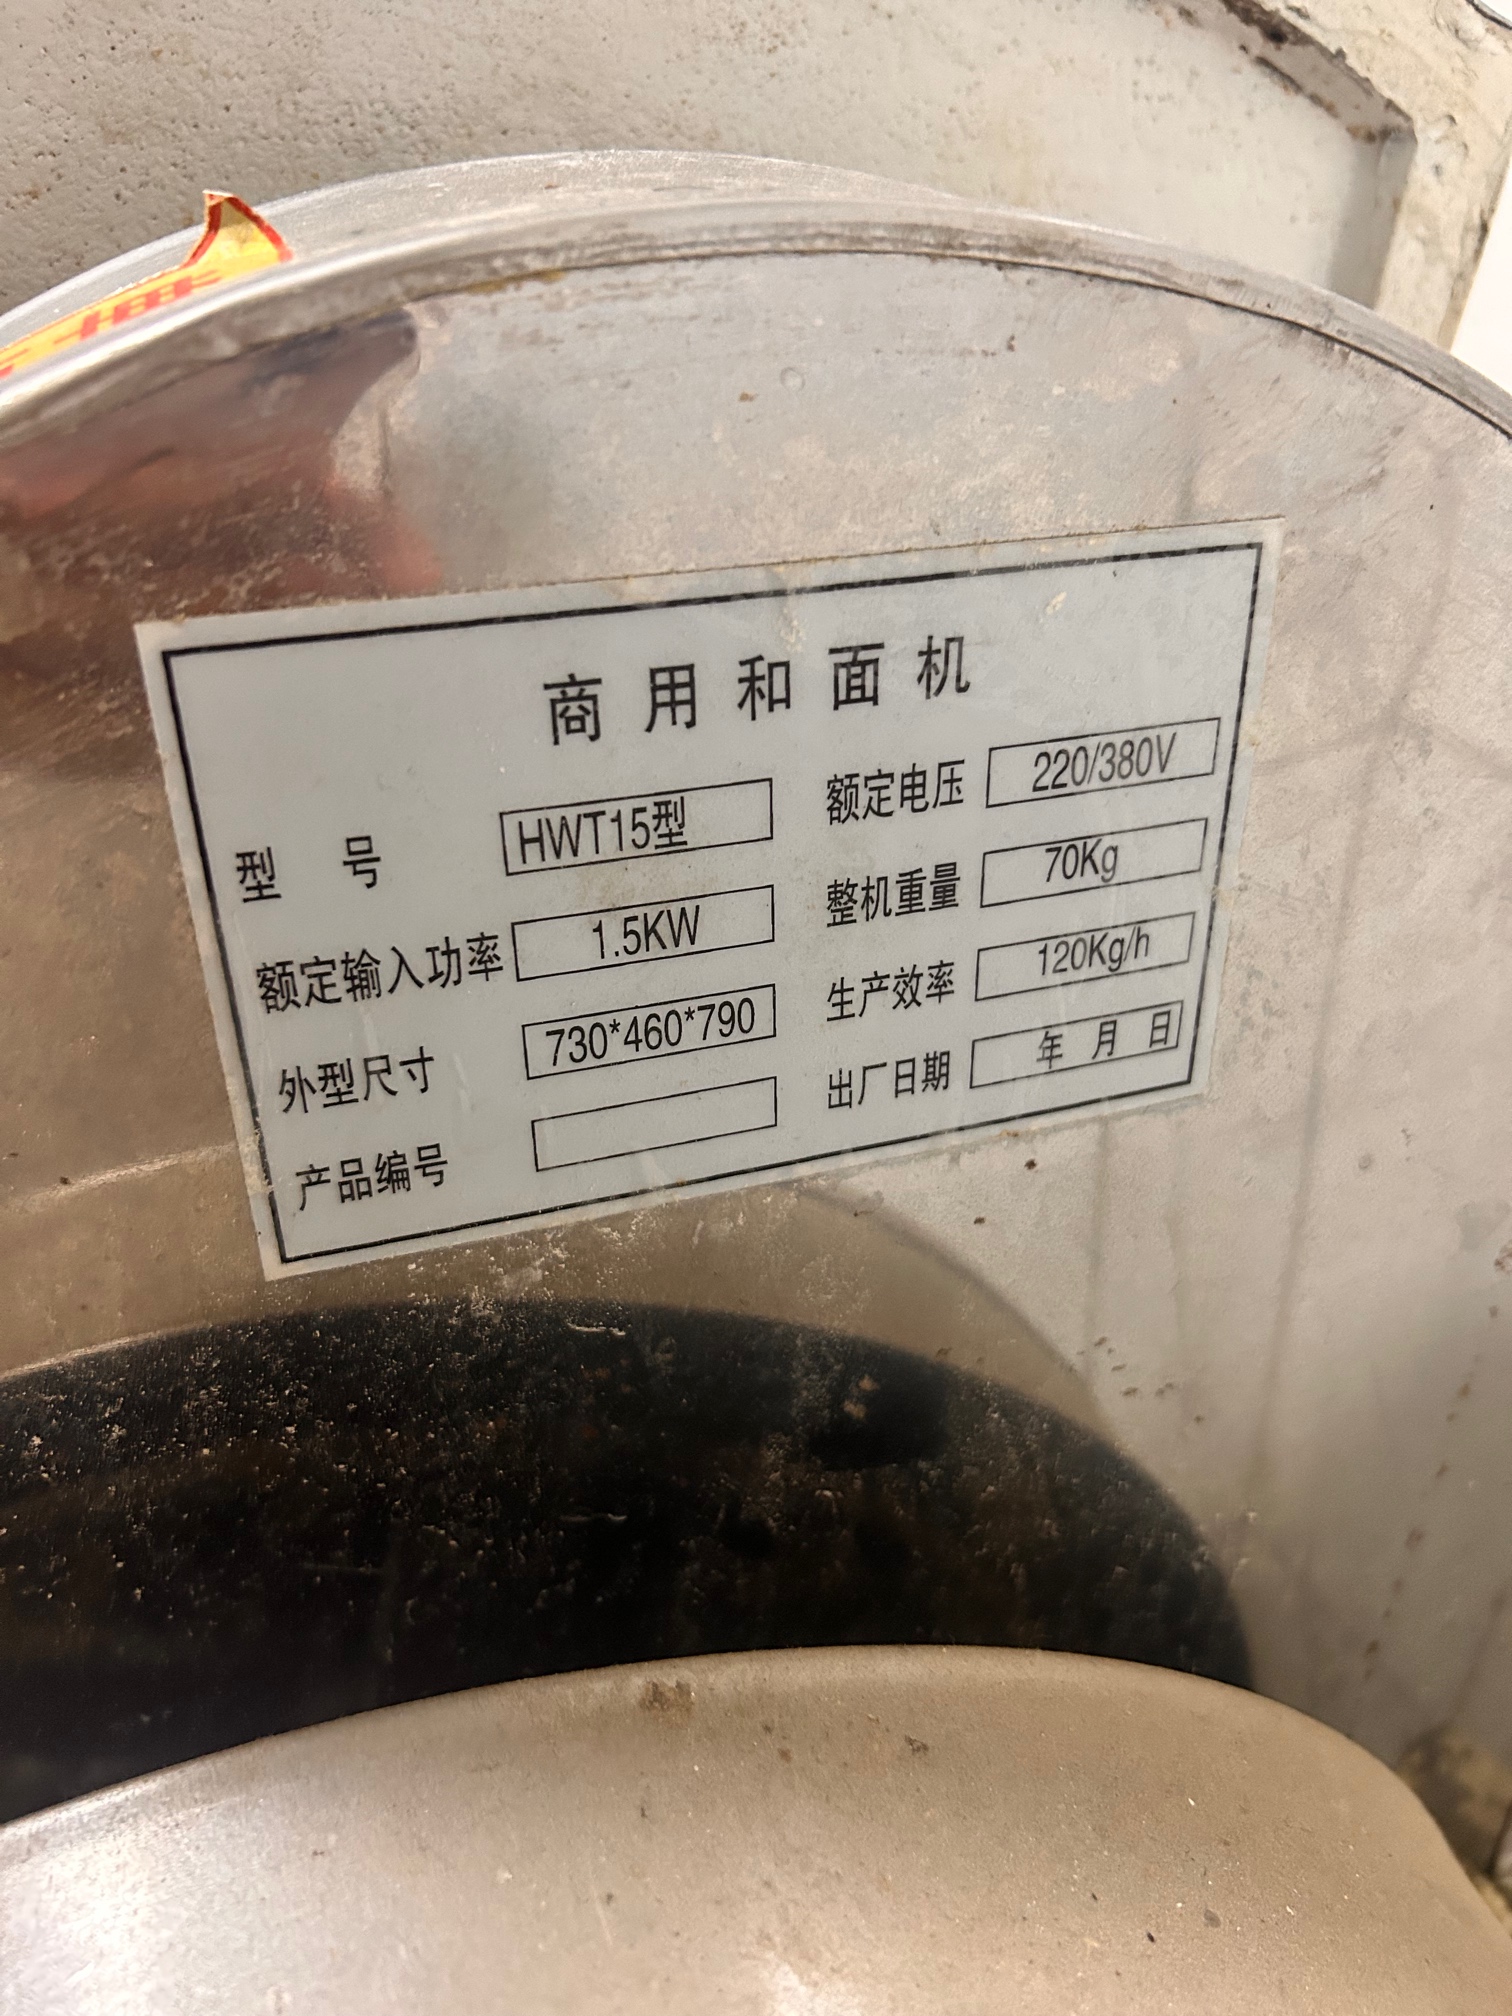 商用和面机
型号 HWT15型 额定电压 220/380V
额定输入功率 1.5KW 整机重量 70Kg
外型尺寸 730*460*790 生产效率 120Kg/h
产品编号 出厂日期 年 月 日